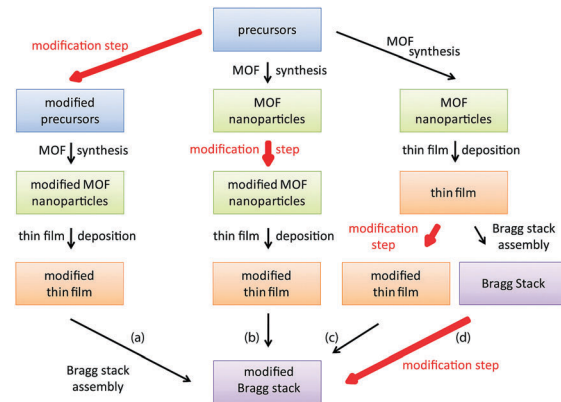 precursors
modification step
MOF
synthesis
MOF synthesis
modified
precursors
MOF
nanoparticles
MOF
nanoparticles
MOF synthesis
modification step
thin film deposition
modified MOF
nanoparticles
modified MOF
nanoparticles
thin film
modification
step
Bragg stack
assembly
thin film deposition
thin film deposition
modified
thin film
modified
thin film
modified
thin film
Bragg Stack
(a)
(b)
(c)
(d)
Bragg stack
assembly
modified
Bragg stack
modification step